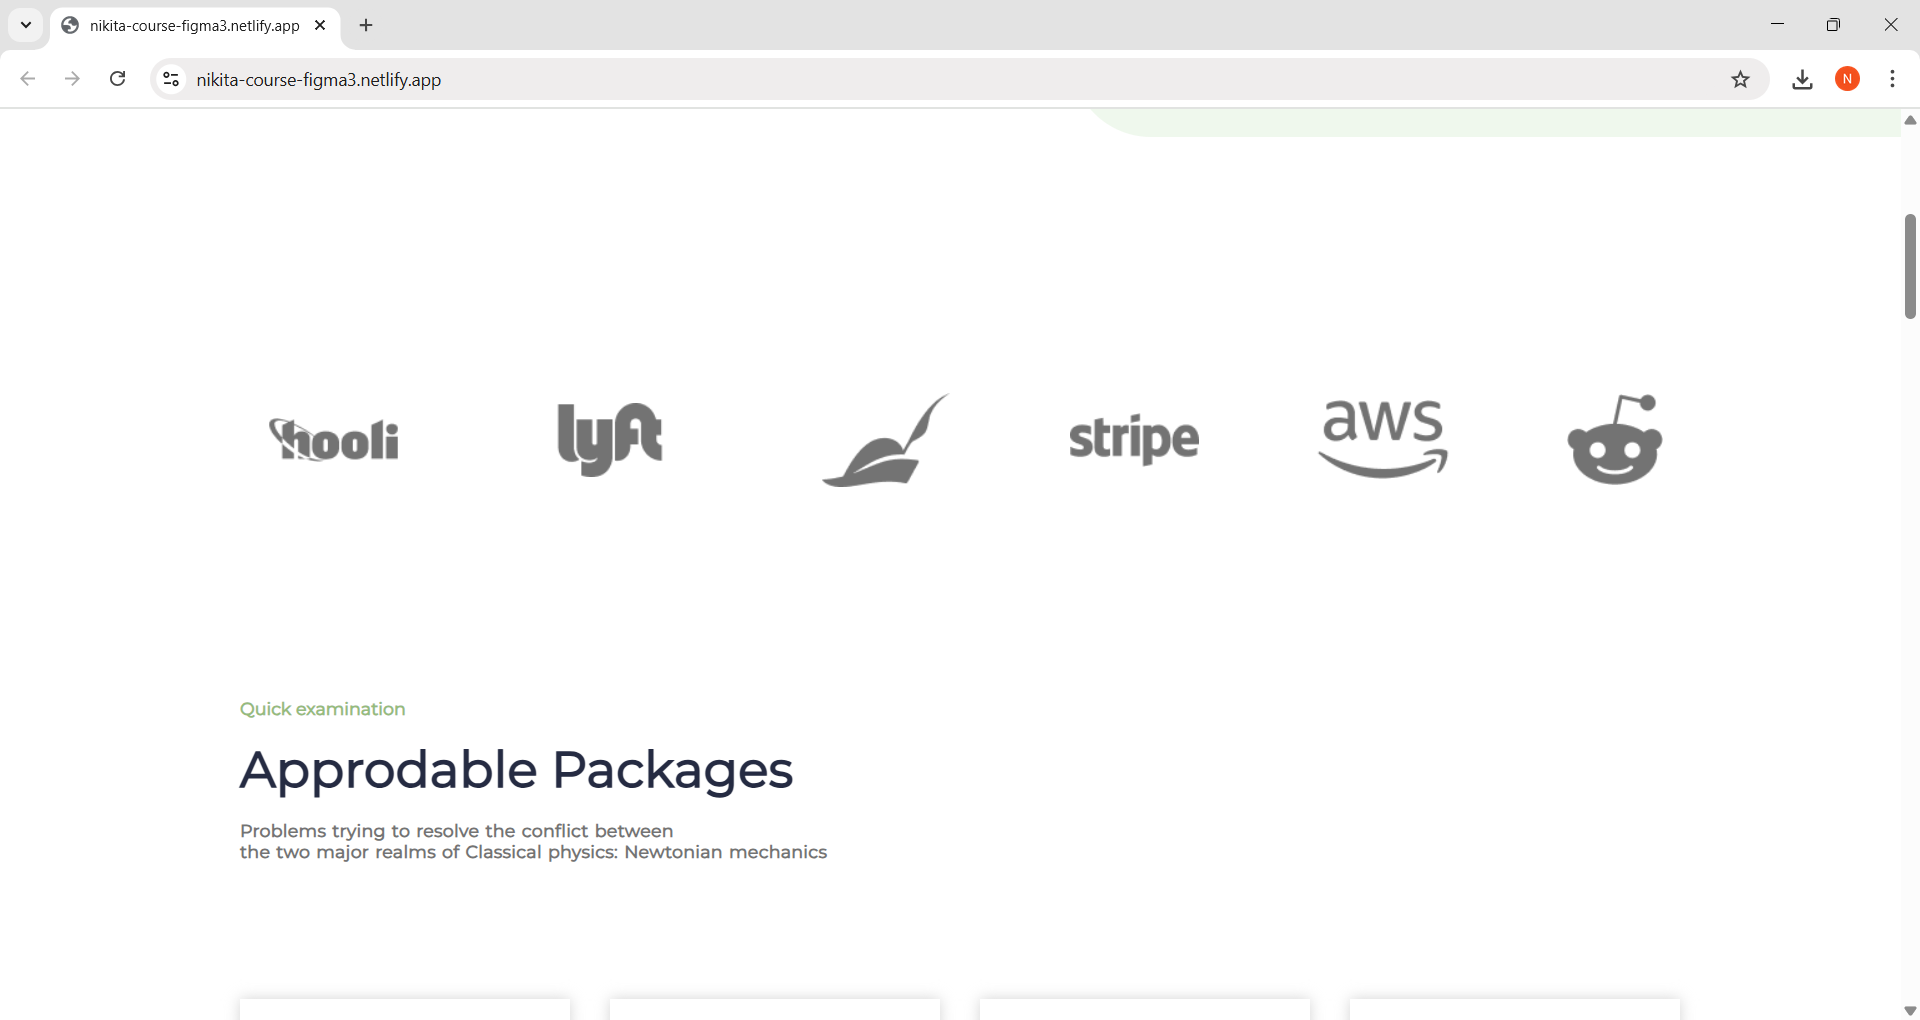 nikita-course-figma3.netlify.app
nikita-course-figma3.netlify.app
N
hooli
lyft
stripe
aws
Quick examination
Approdable Packages
Problems trying to resolve the conflict between
the two major realms of Classical physics: Newtonian mechanics